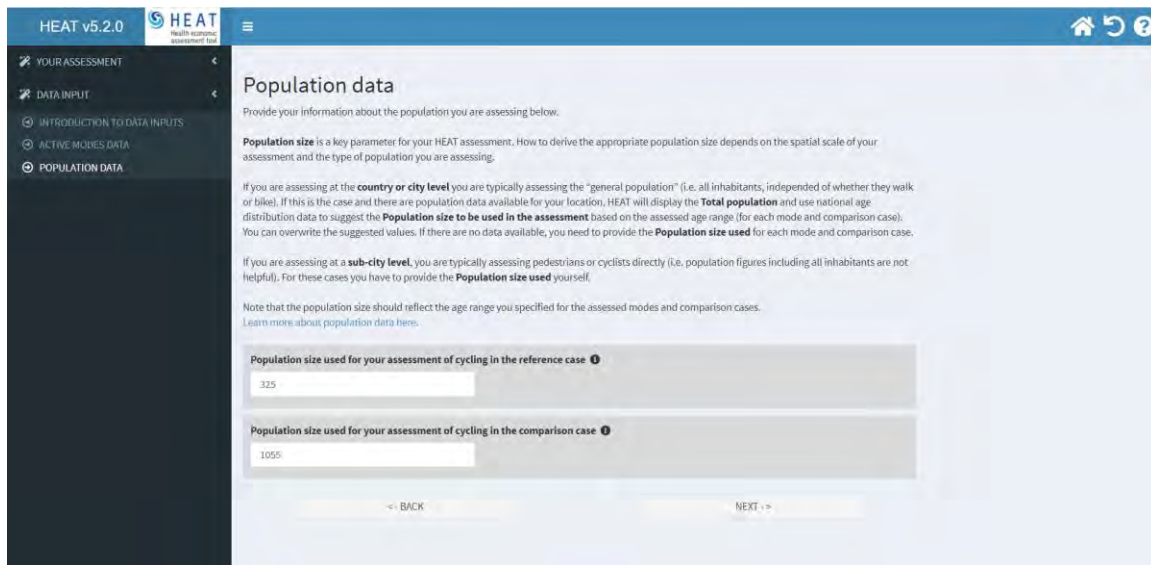 HEAT v5.2.0
HEAT
Health economic
assessment tool
YOUR ASSESSMENT
DATA INPUT
INTRODUCTION TO DATA INPUTS
ACTIVE MODES DATA
POPULATION DATA
Population data
Provide your information about the population you are assessing below.
Population size is a key parameter for your HEAT assessment. How to derive the appropriate population size depends on the spatial scale of your
assessment and the type of population you are assessing.
If you are assessing at the country or city level you are typically assessing the "general population" (i.e. all inhabitants, independed of whether they walk
or bike). If this is the case and there are population data available for your location, HEAT will display the Total population and use national age
distribution data to suggest the Population size to be used in the assessment based on the assessed age range (for each mode and comparison case).
You can overwrite the suggested values. If there are no data available, you need to provide the Population size used for each mode and comparison case.
If you are assessing at a sub-city level, you are typically assessing pedestrians or cyclists directly (i.e. population figures including all inhabitants are not
helpful). For these cases you have to provide the Population size used yourself.
Note that the population size should reflect the age range you specified for the assessed modes and comparison cases.
Learn more about population data here.
Population size used for your assessment of cycling in the reference case
325
Population size used for your assessment of cycling in the comparison case
1055
<- BACK
NEXT ->